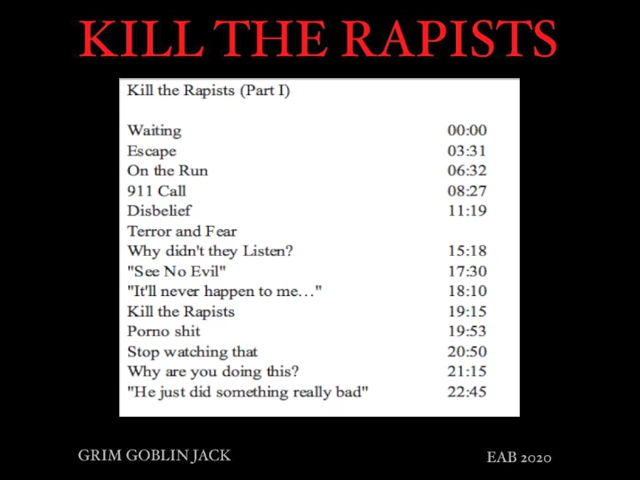 KILL THE RAPISTS
Kill the Rapists (Part I)
Waiting 00:00
Escape 03:31
On the Run 06:32
911 Call 08:27
Disbelief 11:19
Terror and Fear
Why didn't they Listen? 15:18
"See No Evil" 17:30
"It'll never happen to me…" 18:10
Kill the Rapists 19:15
Porno shit 19:53
Stop watching that 20:50
Why are you doing this? 21:15
"He just did something really bad" 22:45
GRIM GOBLIN JACK EAB 2020